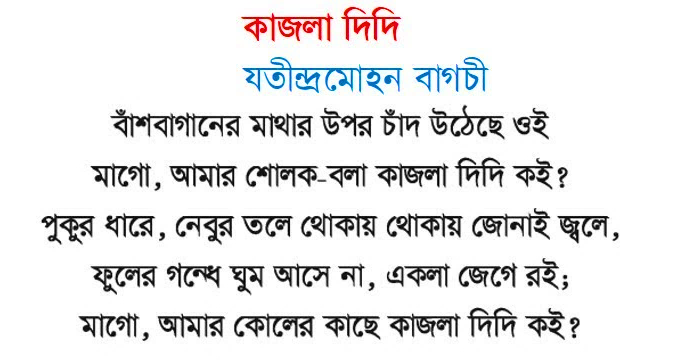 কাজলা দিদি
যতীন্দ্রমোহন বাগচী
বাঁশবাগানের মাথার উপর চাঁদ উঠেছে ওই
মাগো, আমার শোলক-বলা কাজলা দিদি কই?
পুকুর ধারে, নেবুর তলে থোকায় থোকায় জোনাই জ্বলে,
ফুলের গন্ধে ঘুম আসে না, একলা জেগে রই;
মাগো, আমার কোলের কাছে কাজলা দিদি কই?